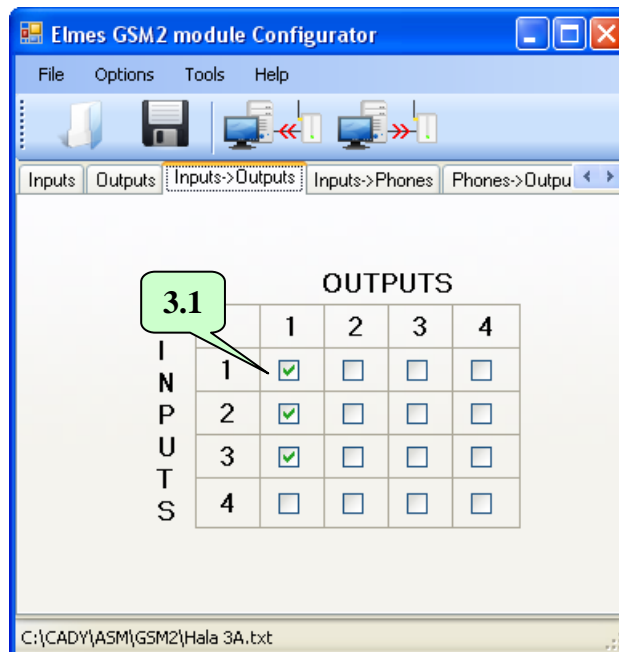 Elmes GSM2 module Configurator
File Options Tools Help
Inputs Outputs Inputs->Outputs Inputs->Phones Phones->Outpu
3.1
OUTPUTS
1 2 3 4
INPUTS
1
2
3
4
C:\CADY\ASM\GSM2\Hala 3A.txt